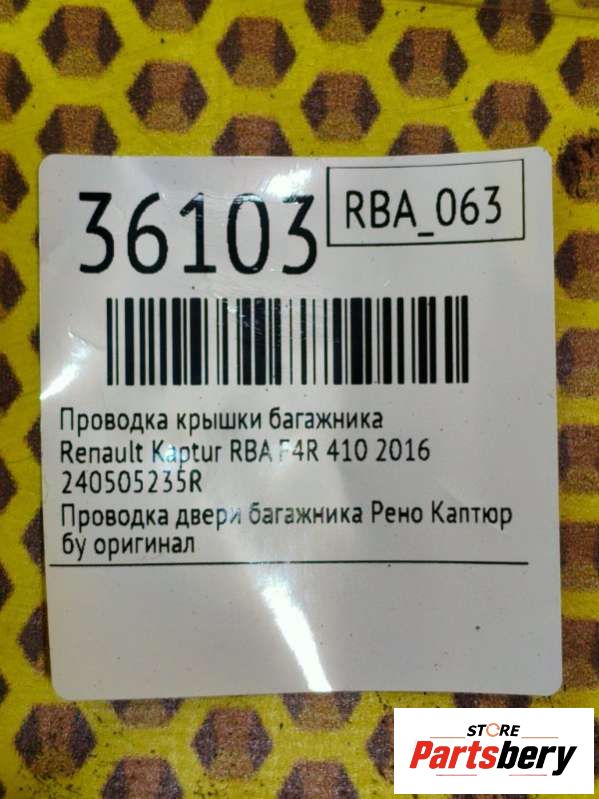 36103
RBA_063
Проводка крышки багажника
Renault Kaptur RBA F4R 410 2016
240505235R
Проводка двери багажника Рено Каптюр
бу оригинал
STORE
Partsbery